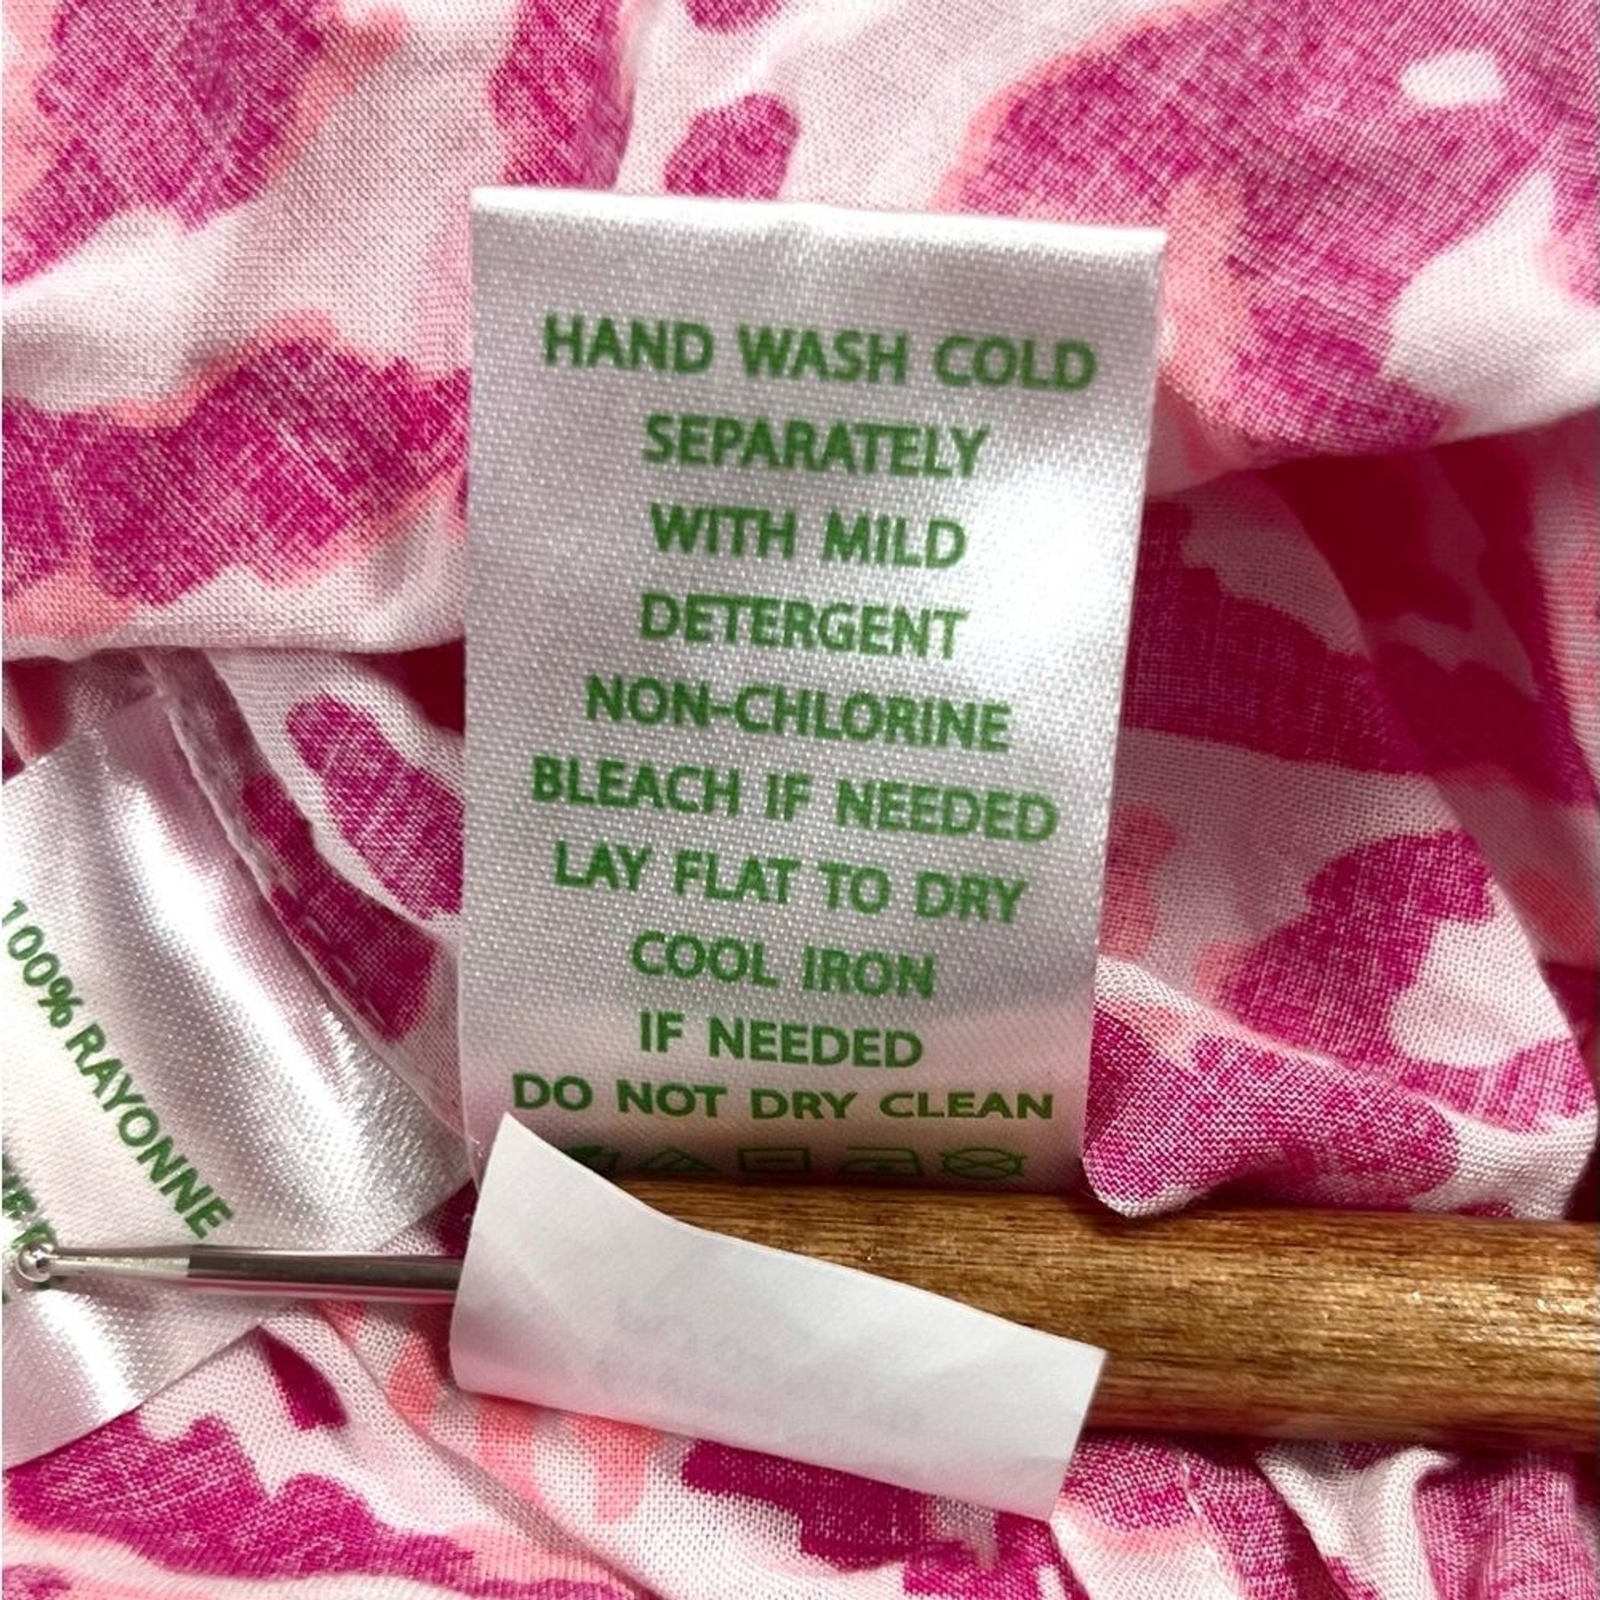 HAND WASH COLD
SEPARATELY
WITH MILD
DETERGENT
NON-CHLORINE
BLEACH IF NEEDED
LAY FLAT TO DRY
COOL IRON
IF NEEDED
DO NOT DRY CLEAN
100% RAYONNE